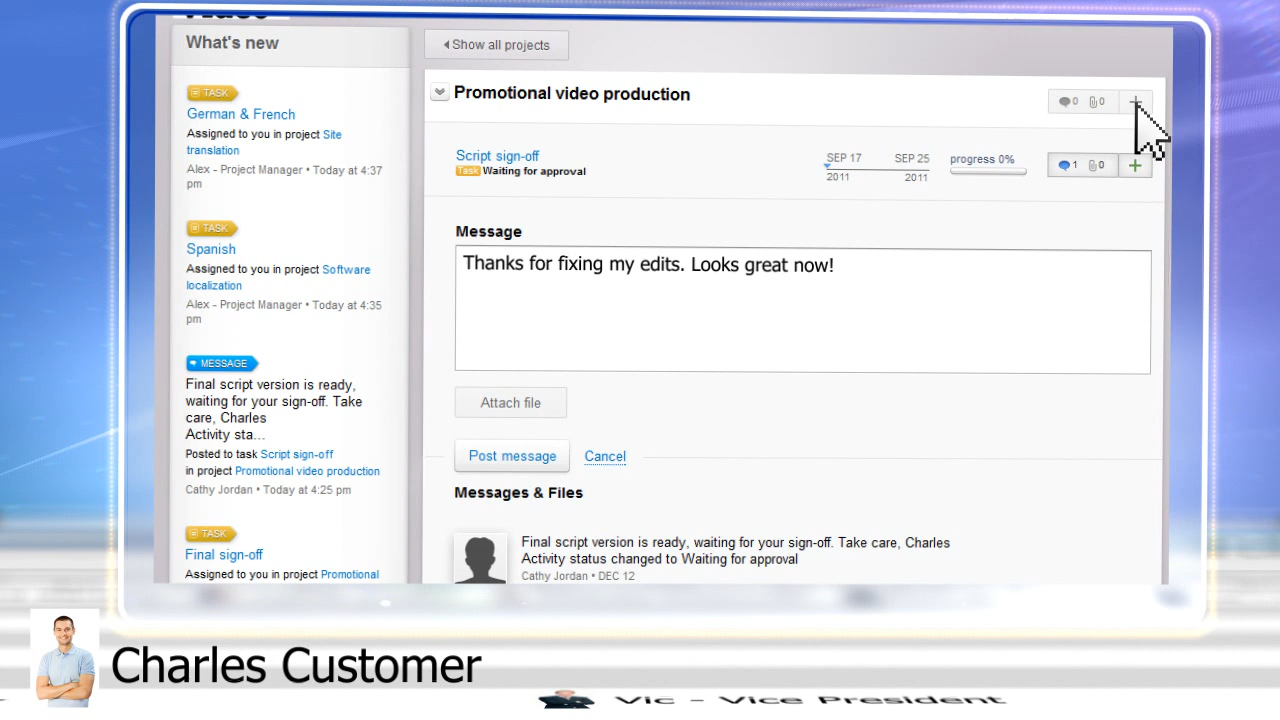 What's new
TASK
German & French
Assigned to you in project Site
translation
Alex - Project Manager • Today at 4:37
pm
TASK
Spanish
Assigned to you in project Software
localization
Alex - Project Manager • Today at 4:35
pm
MESSAGE
Final script version is ready,
waiting for your sign-off. Take
care, Charles
Activity sta...
Posted to task Script sign-off
in project Promotional video production
Cathy Jordan • Today at 4:25 pm
TASK
Final sign-off
Assigned to you in project Promotional
Show all projects
Promotional video production
0 0
Script sign-off
Task Waiting for approval
SEP 17 SEP 25
2011 2011
progress 0%
1 0
Message
Thanks for fixing my edits. Looks great now!
Attach file
Post message Cancel
Messages & Files
Final script version is ready, waiting for your sign-off. Take care, Charles
Activity status changed to Waiting for approval
Cathy Jordan • DEC 12
Charles Customer
Vic - Vice President